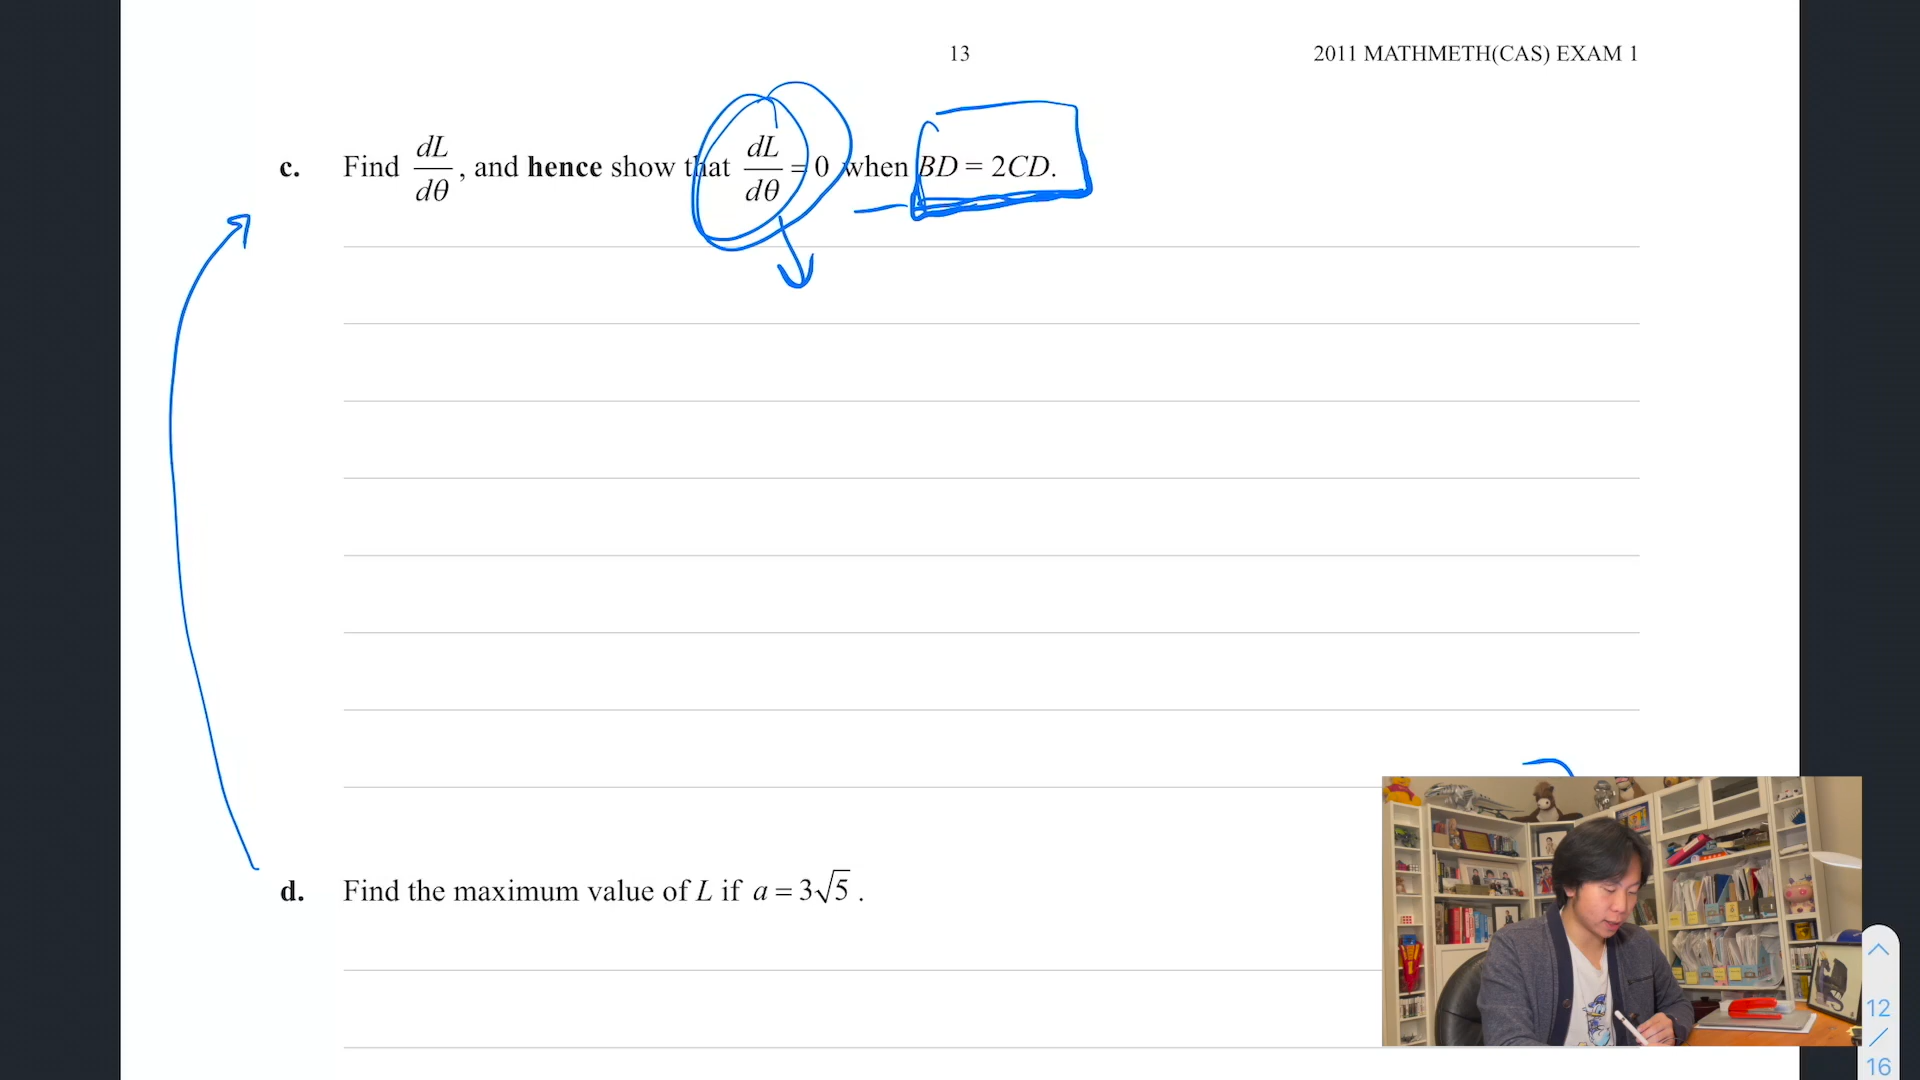 13
2011 MATHMETH(CAS) EXAM 1
c. Find dL/dθ, and hence show that dL/dθ = 0 when BD = 2CD.
d. Find the maximum value of L if a = 3√5 .
12
/
16